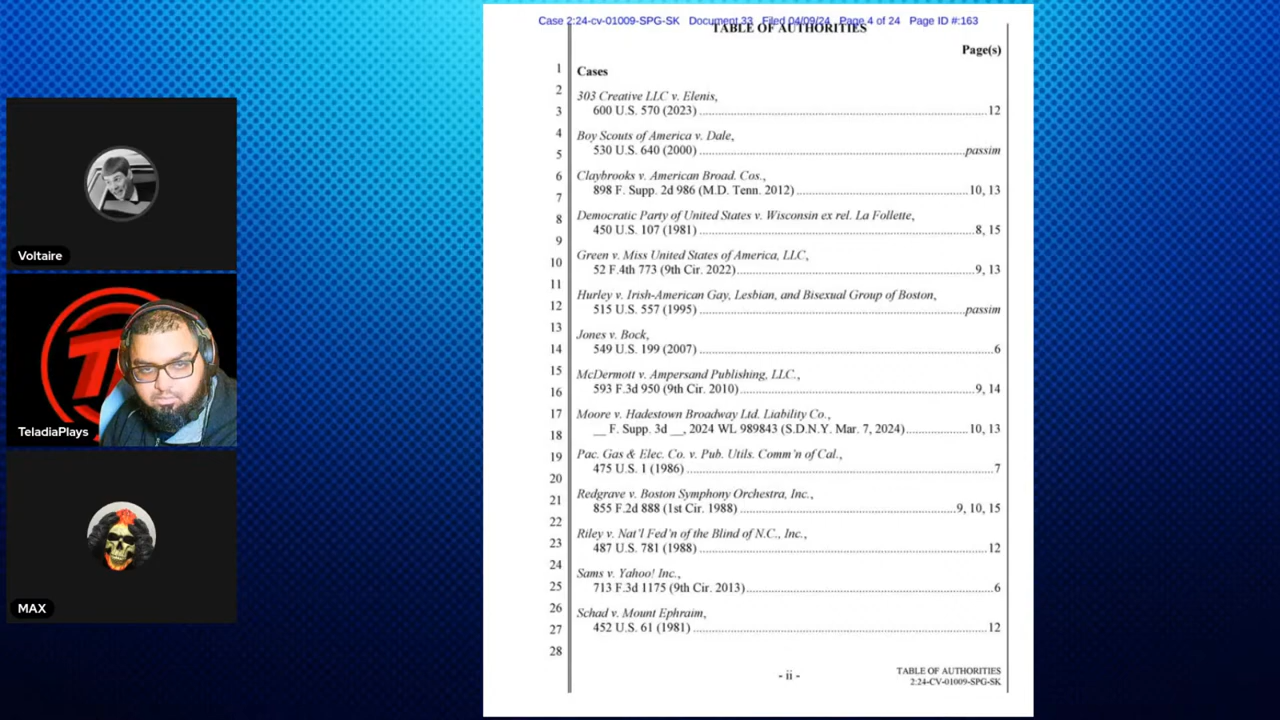 Voltaire
TeladiaPlays
MAX
Case 2:24-cv-01009-SPG-SK Document 33 Filed 04/09/24 Page 4 of 24 Page ID #:163
TABLE OF AUTHORITIES
Page(s)
1 Cases
2
303 Creative LLC v. Elenis,
3 600 U.S. 570 (2023) 12
4 Boy Scouts of America v. Dale,
5 530 U.S. 640 (2000) passim
6 Claybrooks v. American Broad. Cos.,
7 898 F. Supp. 2d 986 (M.D. Tenn. 2012) 10, 13
8 Democratic Party of United States v. Wisconsin ex rel. La Follette,
450 U.S. 107 (1981) 8, 15
9
10 Green v. Miss United States of America, LLC,
52 F.4th 773 (9th Cir. 2022) 9, 13
11
Hurley v. Irish-American Gay, Lesbian, and Bisexual Group of Boston,
12 515 U.S. 557 (1995) passim
13 Jones v. Bock,
14 549 U.S. 199 (2007) 6
15 McDermott v. Ampersand Publishing, LLC.,
16 593 F.3d 950 (9th Cir. 2010) 9, 14
17 Moore v. Hadestown Broadway Ltd. Liability Co.,
18 __ F. Supp. 3d __, 2024 WL 989843 (S.D.N.Y. Mar. 7, 2024) 10, 13
19 Pac. Gas & Elec. Co. v. Pub. Utils. Comm'n of Cal.,
475 U.S. 1 (1986) 7
20
21 Redgrave v. Boston Symphony Orchestra, Inc.,
855 F.2d 888 (1st Cir. 1988) 9, 10, 15
22
Riley v. Nat'l Fed'n of the Blind of N.C., Inc.,
23 487 U.S. 781 (1988) 12
24 Sams v. Yahoo! Inc.,
25 713 F.3d 1175 (9th Cir. 2013) 6
26 Schad v. Mount Ephraim,
27 452 U.S. 61 (1981) 12
28
- ii -
TABLE OF AUTHORITIES
2:24-CV-01009-SPG-SK